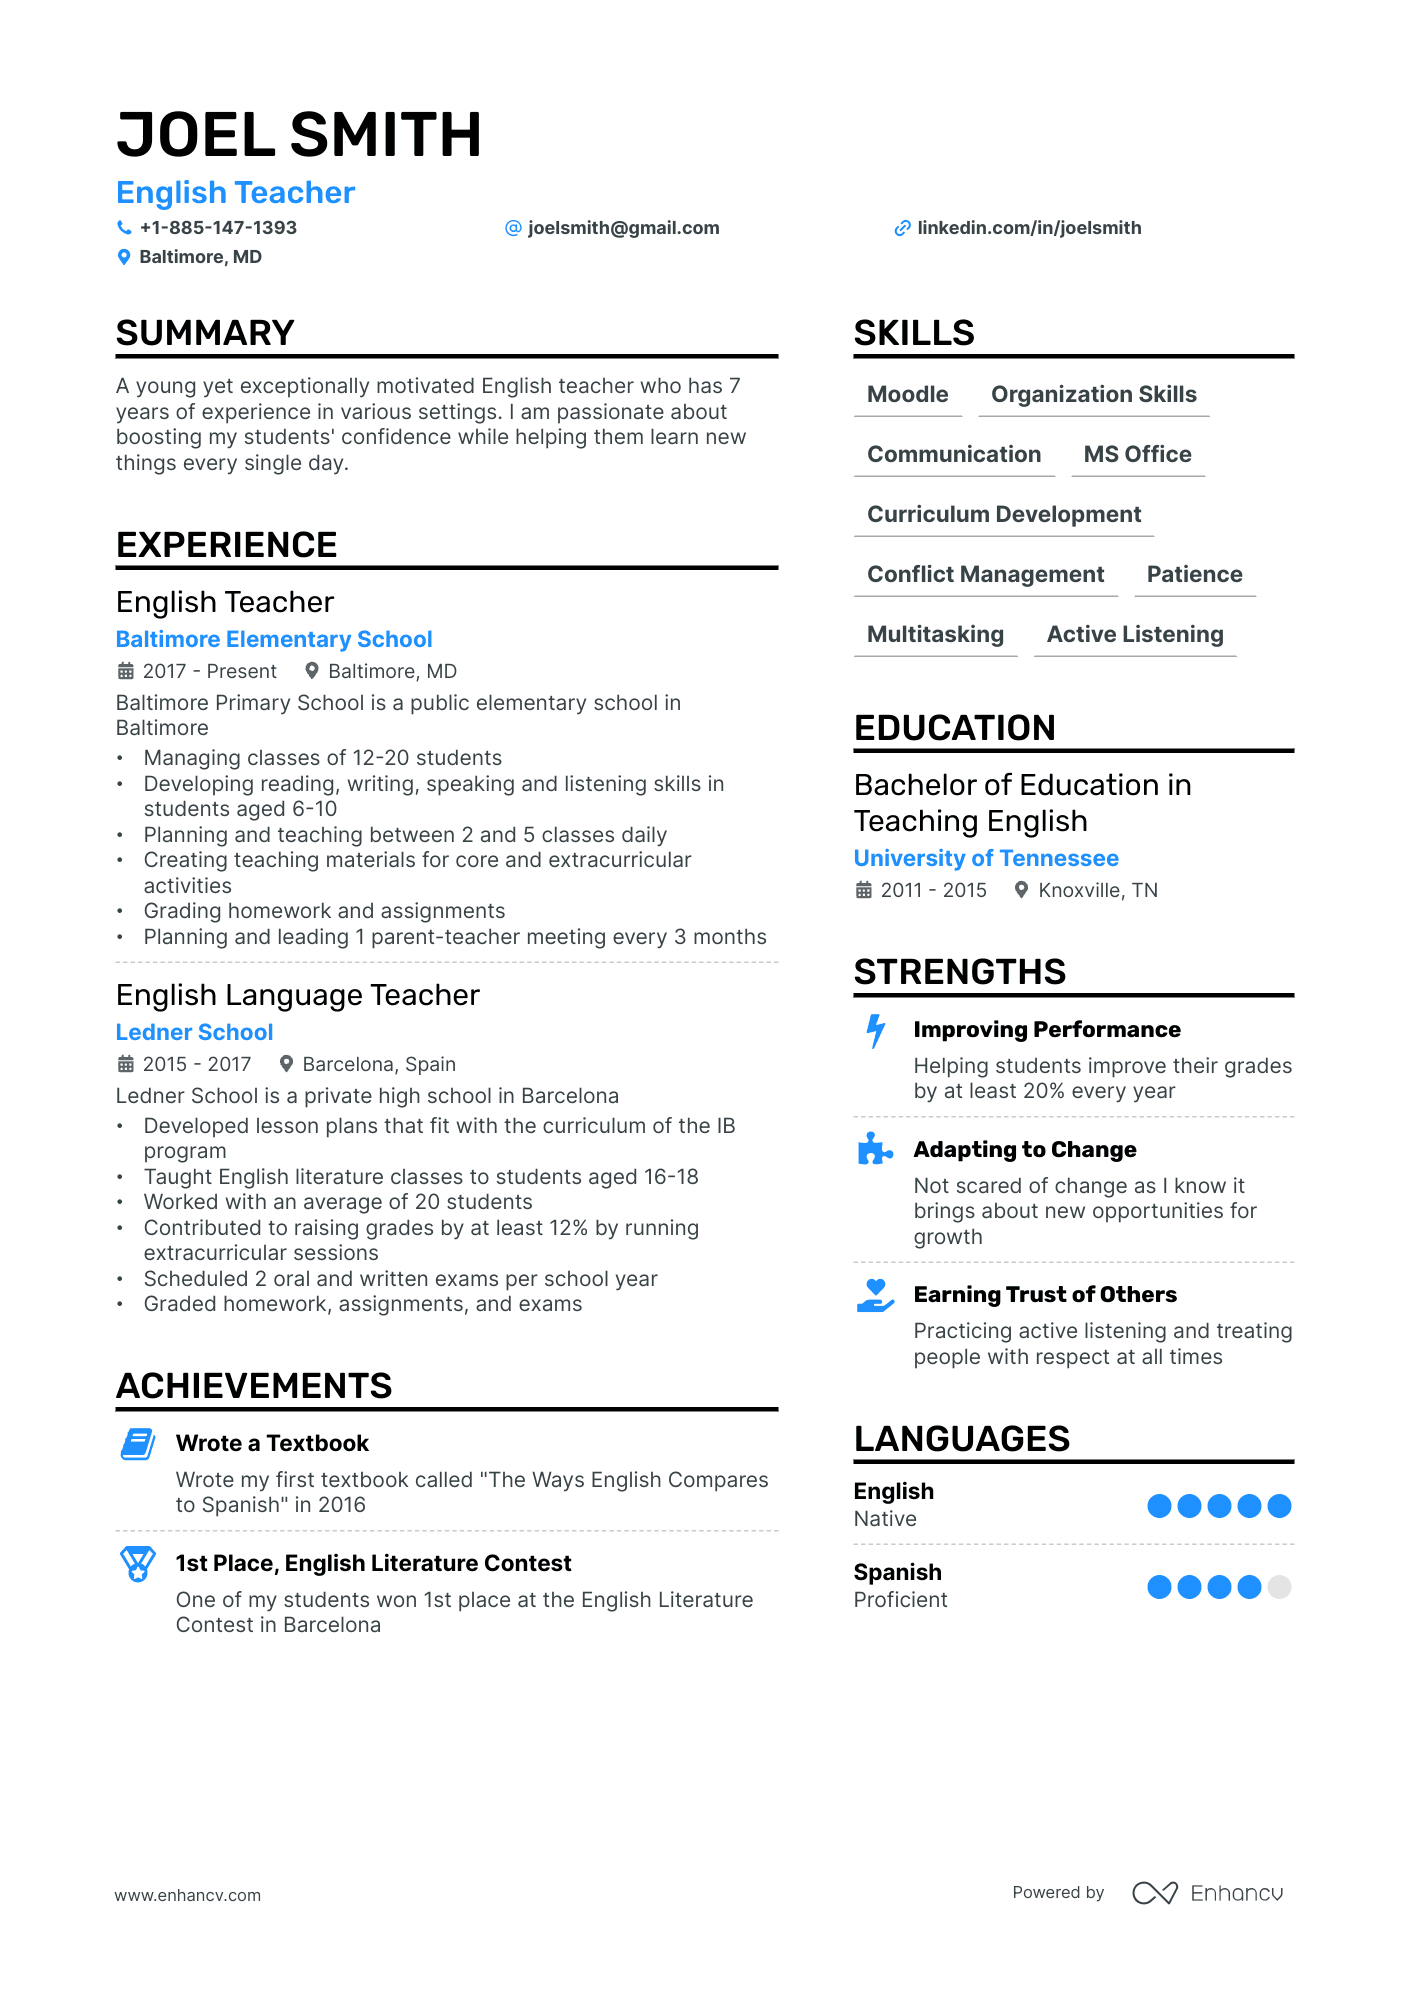 JOEL SMITH
English Teacher
+1-885-147-1393
joelsmith@gmail.com
linkedin.com/in/joelsmith
Baltimore, MD
SUMMARY
A young yet exceptionally motivated English teacher who has 7
years of experience in various settings. I am passionate about
boosting my students' confidence while helping them learn new
things every single day.
EXPERIENCE
English Teacher
Baltimore Elementary School
2017 - Present Baltimore, MD
Baltimore Primary School is a public elementary school in
Baltimore
• Managing classes of 12-20 students
• Developing reading, writing, speaking and listening skills in
students aged 6-10
• Planning and teaching between 2 and 5 classes daily
• Creating teaching materials for core and extracurricular
activities
• Grading homework and assignments
• Planning and leading 1 parent-teacher meeting every 3 months
English Language Teacher
Ledner School
2015 - 2017 Barcelona, Spain
Ledner School is a private high school in Barcelona
• Developed lesson plans that fit with the curriculum of the IB
program
• Taught English literature classes to students aged 16-18
• Worked with an average of 20 students
• Contributed to raising grades by at least 12% by running
extracurricular sessions
• Scheduled 2 oral and written exams per school year
• Graded homework, assignments, and exams
ACHIEVEMENTS
Wrote a Textbook
Wrote my first textbook called "The Ways English Compares
to Spanish" in 2016
1st Place, English Literature Contest
One of my students won 1st place at the English Literature
Contest in Barcelona
SKILLS
Moodle Organization Skills
Communication MS Office
Curriculum Development
Conflict Management Patience
Multitasking Active Listening
EDUCATION
Bachelor of Education in
Teaching English
University of Tennessee
2011 - 2015 Knoxville, TN
STRENGTHS
Improving Performance
Helping students improve their grades
by at least 20% every year
Adapting to Change
Not scared of change as I know it
brings about new opportunities for
growth
Earning Trust of Others
Practicing active listening and treating
people with respect at all times
LANGUAGES
English
Native
Spanish
Proficient
www.enhancv.com
Powered by Enhancv